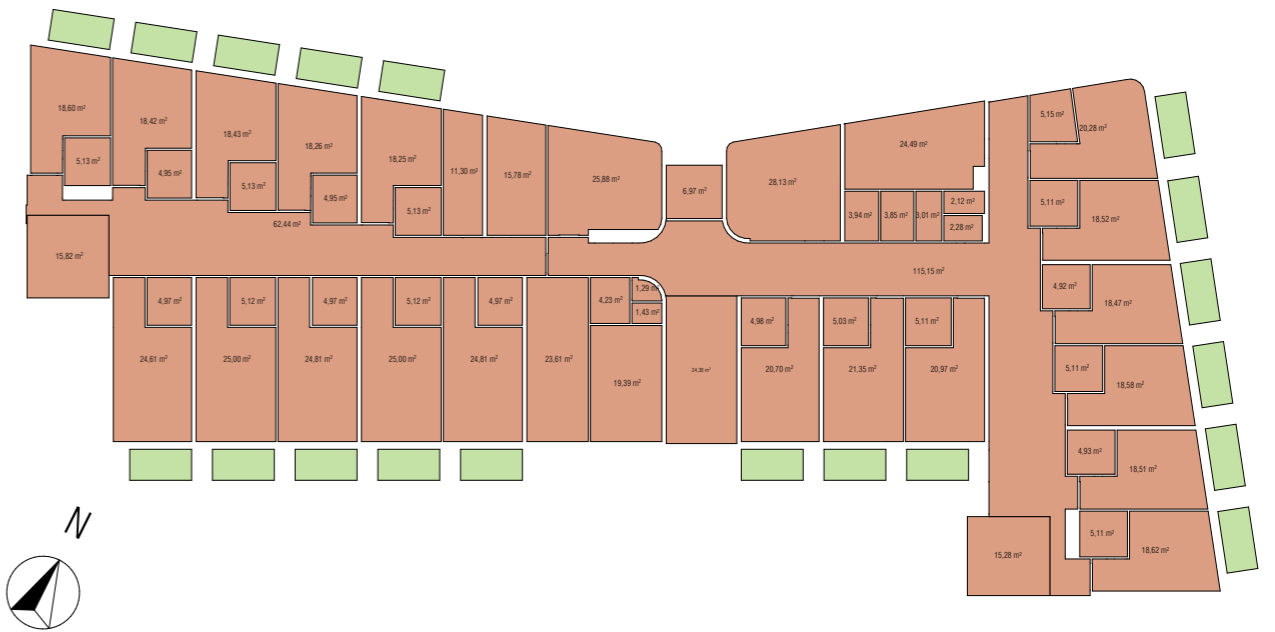 18,60 m²
18,42 m²
18,43 m²
18,26 m²
18,25 m²
5,13 m²
4,95 m²
5,13 m²
4,95 m²
5,13 m²
11,30 m²
15,78 m²
25,88 m²
6,97 m²
28,13 m²
24,49 m²
3,94 m²
3,85 m²
3,01 m²
2,12 m²
2,28 m²
5,15 m²
20,28 m²
5,11 m²
18,52 m²
62,44 m²
15,82 m²
115,15 m²
4,92 m²
18,47 m²
4,97 m²
5,12 m²
4,97 m²
5,12 m²
4,97 m²
4,23 m²
1,29 m²
1,43 m²
4,98 m²
5,03 m²
5,11 m²
24,61 m²
25,00 m²
24,81 m²
25,00 m²
24,81 m²
23,61 m²
19,39 m²
20,70 m²
21,35 m²
20,97 m²
5,11 m²
18,58 m²
4,93 m²
18,51 m²
5,11 m²
18,62 m²
15,28 m²
N